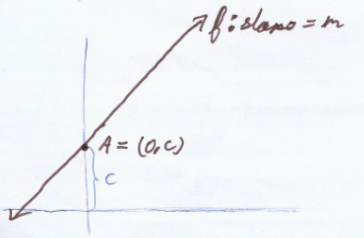 f: slope = m
A = (0, c)
c